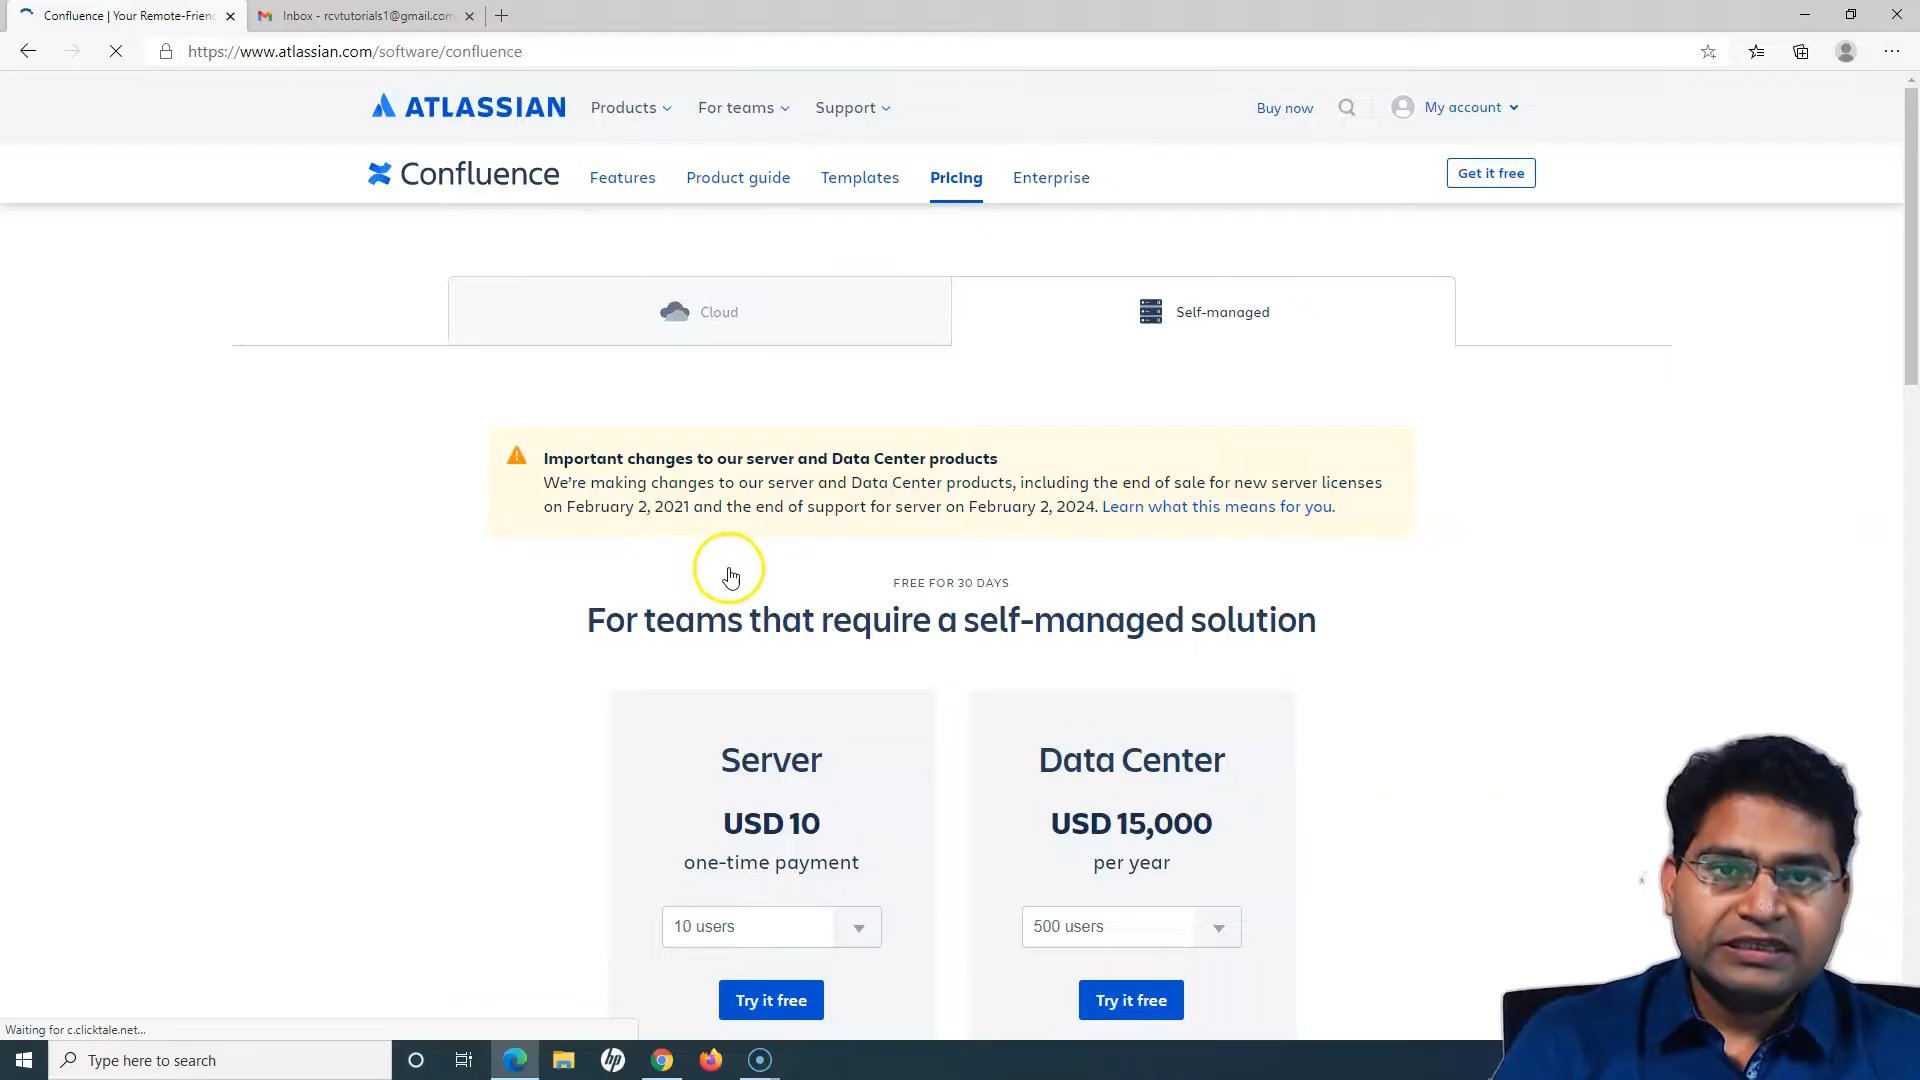 Confluence | Your Remote-Frien
Inbox - rcvtutorials1@gmail.com
https://www.atlassian.com/software/confluence
ATLASSIAN
Products
For teams
Support
Buy now
My account
Confluence
Features
Product guide
Templates
Pricing
Enterprise
Get it free
Cloud
Self-managed
Important changes to our server and Data Center products
We're making changes to our server and Data Center products, including the end of sale for new server licenses
on February 2, 2021 and the end of support for server on February 2, 2024. Learn what this means for you.
FREE FOR 30 DAYS
For teams that require a self-managed solution
Server
USD 10
one-time payment
10 users
Try it free
Data Center
USD 15,000
per year
500 users
Try it free
Waiting for c.clicktale.net...
Type here to search
hp